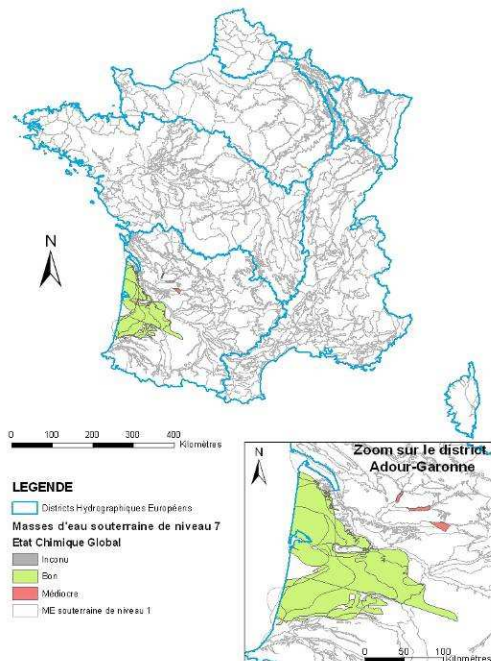 N
0 50 100 200 300 400
Kilomètres
LEGENDE
Districts Hydrographiques Européens
Masses d'eau souterraine de niveau 7
Etat Chimique Global
Inconu
Bon
Médiocre
ME souterraine de niveau 1
N
Zoom sur le district
Adour-Garonne
0 50 100
Kilomètres